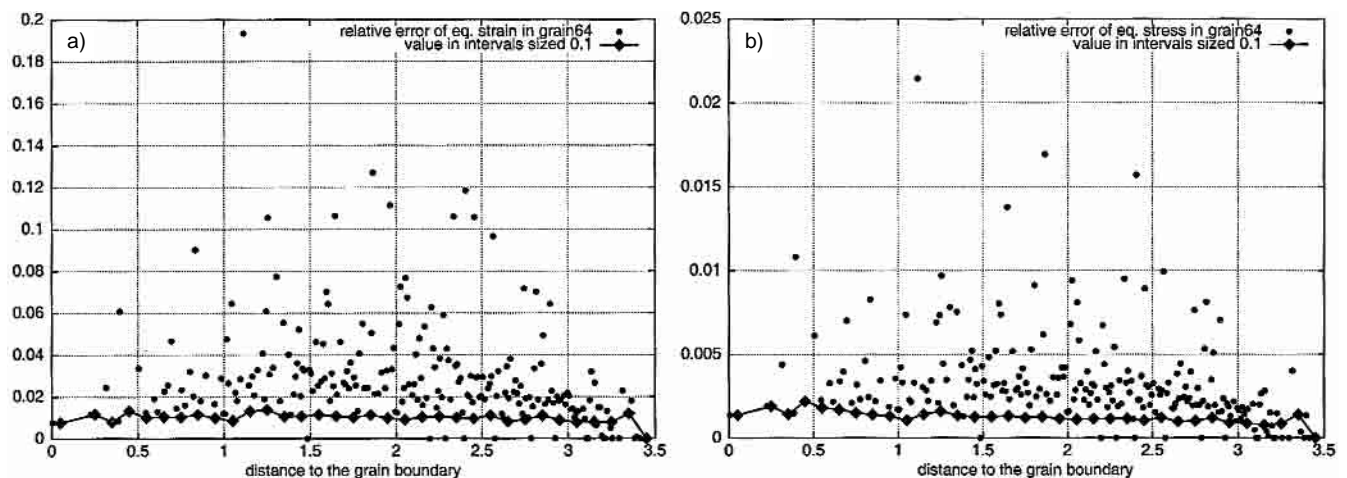 a)
relative error of eq. strain in grain64
value in intervals sized 0,1
0.2
0.18
0.16
0.14
0.12
0.1
0.08
0.06
0.04
0.02
0
0 0.5 1 1.5 2 2.5 3 3.5
distance to the grain boundary
b)
relative error of eq. stress in grain64
value in intervals sized 0.1
0.025
0.02
0.015
0.01
0.005
0
0 0.5 1 1.5 2 2.5 3 3.5
distance to the grain boundary